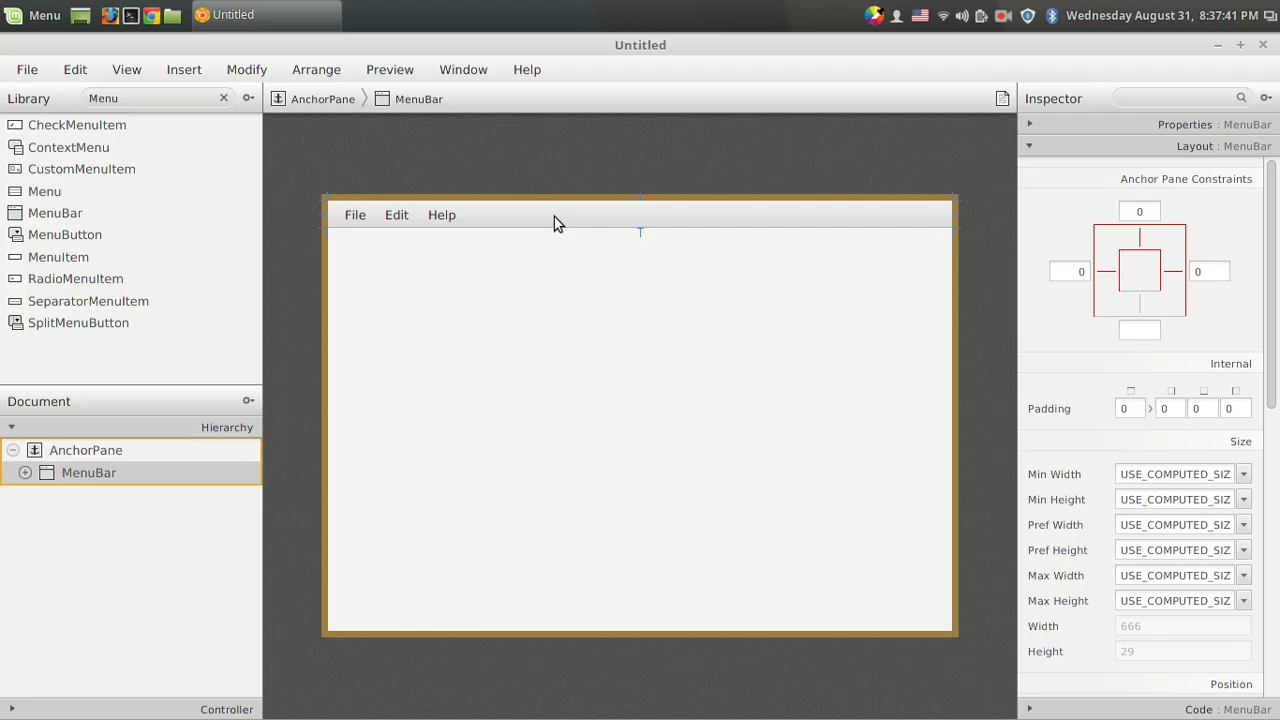 Menu Untitled Wednesday August 31, 8:37:41 PM
Untitled
File Edit View Insert Modify Arrange Preview Window Help
Library Menu AnchorPane MenuBar Inspector
CheckMenuItem
ContextMenu
CustomMenuItem
Menu
MenuBar
MenuButton
MenuItem
RadioMenuItem
SeparatorMenuItem
SplitMenuButton
Document
Hierarchy
AnchorPane
MenuBar
Controller
File Edit Help
Properties : MenuBar
Layout : MenuBar
Anchor Pane Constraints
0
0 0
Internal
Padding 0 0 0 0
Size
Min Width USE_COMPUTED_SIZ
Min Height USE_COMPUTED_SIZ
Pref Width USE_COMPUTED_SIZ
Pref Height USE_COMPUTED_SIZ
Max Width USE_COMPUTED_SIZ
Max Height USE_COMPUTED_SIZ
Width 666
Height 29
Position
Code : MenuBar